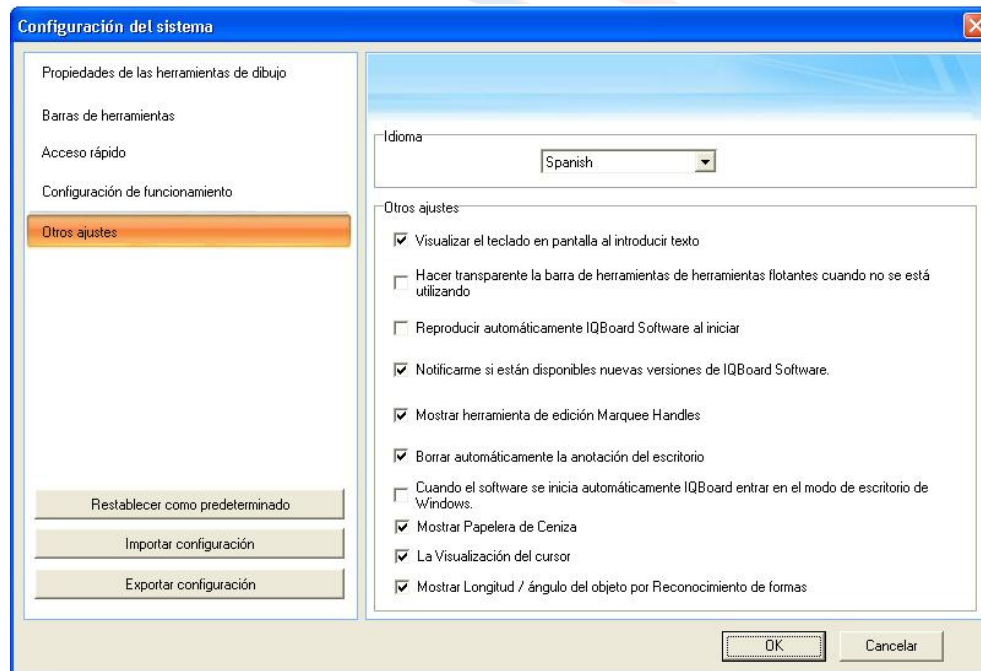 Configuración del sistema
Propiedades de las herramientas de dibujo
Barras de herramientas
Acceso rápido
Configuración de funcionamiento
Otros ajustes
Restablecer como predeterminado
Importar configuración
Exportar configuración
Idioma
Spanish
Otros ajustes
Visualizar el teclado en pantalla al introducir texto
Hacer transparente la barra de herramientas de herramientas flotantes cuando no se está
utilizando
Reproducir automáticamente IQBoard Software al iniciar
Notificarme si están disponibles nuevas versiones de IQBoard Software.
Mostrar herramienta de edición Marquee Handles
Borrar automáticamente la anotación del escritorio
Cuando el software se inicia automáticamente IQBoard entrar en el modo de escritorio de
Windows.
Mostrar Papelera de Ceniza
La Visualización del cursor
Mostrar Longitud / ángulo del objeto por Reconocimiento de formas
OK
Cancelar